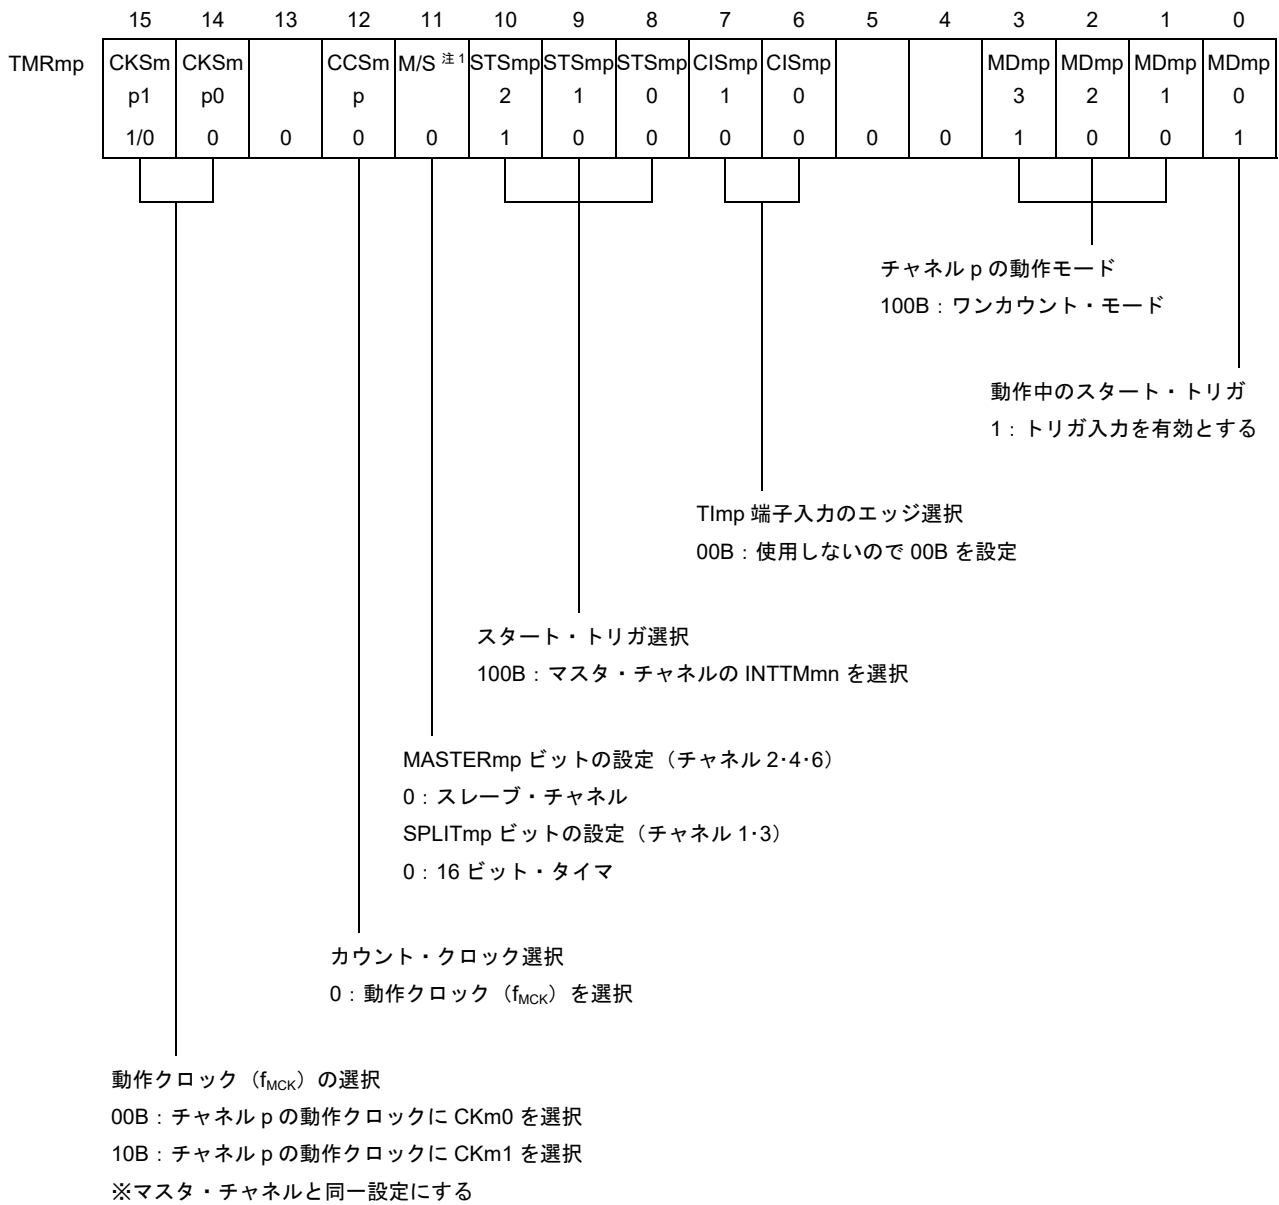 15 14 13 12 11 10 9 8 7 6 5 4 3 2 1 0
TMRmp CKSm CKSm CCSm M/S 注1 STSmp STSmp STSmp CISmp CISmp MDmp MDmp MDmp MDmp
p1 p0 p 2 1 0 1 0 3 2 1 0
1/0 0 0 0 0 1 0 0 0 0 0 0 1 0 0 1
チャネル p の動作モード
100B：ワンカウント・モード
動作中のスタート・トリガ
1：トリガ入力を有効とする
TImp 端子入力のエッジ選択
00B：使用しないので 00B を設定
スタート・トリガ選択
100B：マスタ・チャネルの INTTMmn を選択
MASTERmp ビットの設定（チャネル 2･4･6）
0：スレーブ・チャネル
SPLITmp ビットの設定（チャネル 1･3）
0：16 ビット・タイマ
カウント・クロック選択
0：動作クロック（fMCK）を選択
動作クロック（fMCK）の選択
00B：チャネル p の動作クロックに CKm0 を選択
10B：チャネル p の動作クロックに CKm1 を選択
※マスタ・チャネルと同一設定にする